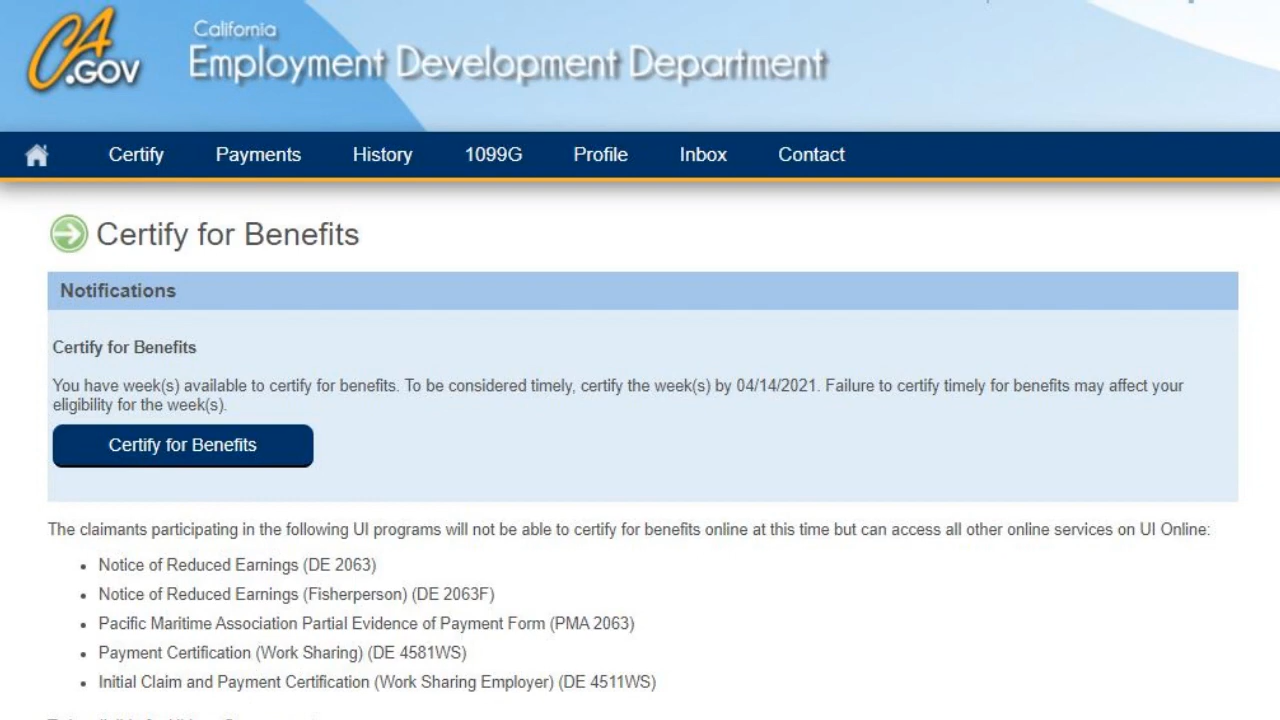 CA
.GOV
California
Employment Development Department
Certify Payments History 1099G Profile Inbox Contact
Certify for Benefits
Notifications
Certify for Benefits
You have week(s) available to certify for benefits. To be considered timely, certify the week(s) by 04/14/2021. Failure to certify timely for benefits may affect your
eligibility for the week(s).
Certify for Benefits
The claimants participating in the following UI programs will not be able to certify for benefits online at this time but can access all other online services on UI Online:
• Notice of Reduced Earnings (DE 2063)
• Notice of Reduced Earnings (Fisherperson) (DE 2063F)
• Pacific Maritime Association Partial Evidence of Payment Form (PMA 2063)
• Payment Certification (Work Sharing) (DE 4581WS)
• Initial Claim and Payment Certification (Work Sharing Employer) (DE 4511WS)